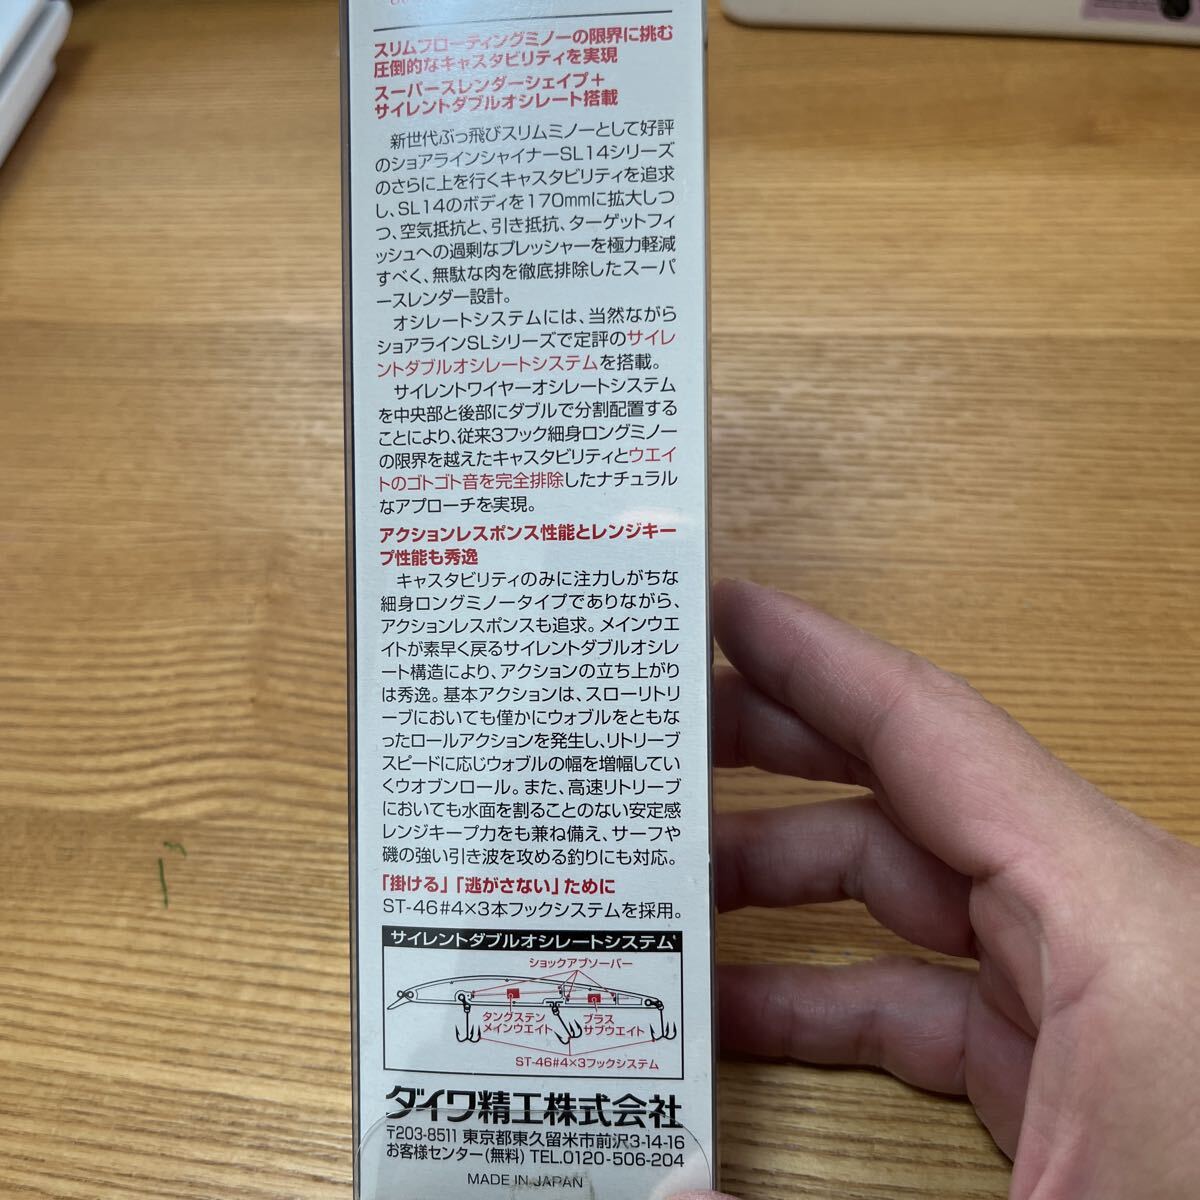 スリムフローティングミノーの限界に挑む
圧倒的なキャスタビリティを実現
スーパースレンダーシェイプ＋
サイレントダブルオシレート搭載
新世代ぶっ飛びスリムミノーとして好評
のショアラインシャイナーSL14シリーズ
のさらに上を行くキャスタビリティを追求
し、SL14のボディを170mmに拡大しつ
つ、空気抵抗と、引き抵抗、ターゲットフィ
ッシュへの過剰なプレッシャーを極力軽減
すべく、無駄な肉を徹底排除したスーパ
ースレンダー設計。
オシレートシステムには、当然ながら
ショアラインSLシリーズで定評のサイレ
ントダブルオシレートシステムを搭載。
サイレントワイヤーオシレートシステム
を中央部と後部にダブルで分割配置する
ことにより、従来3フック細身ロングミノー
の限界を越えたキャスタビリティとウエイ
トのゴトゴト音を完全排除したナチュラル
なアプローチを実現。
アクションレスポンス性能とレンジキー
プ性能も秀逸
キャスタビリティのみに注力しがちな
細身ロングミノータイプでありながら、
アクションレスポンスも追求。メインウエ
イトが素早く戻るサイレントダブルオシレ
ート構造により、アクションの立ち上がり
は秀逸。基本アクションは、スローリトリ
ーブにおいても僅かにウォブルをともな
ったロールアクションを発生し、リトリーブ
スピードに応じウォブルの幅を増幅してい
くウオブンロール。また、高速リトリーブ
においても水面を割ることのない安定感
レンジキープ力をも兼ね備え、サーフや
磯の強い引き波を攻める釣りにも対応。
「掛ける」「逃がさない」ために
ST-46#4×3本フックシステムを採用。
サイレントダブルオシレートシステム
ショックアブソーバー
タングステン
メインウエイト
ブラス
サブウエイト
ST-46#4×3フックシステム
ダイワ精工株式会社
〒203-8511 東京都東久留米市前沢3-14-16
お客様センター(無料) TEL.0120-506-204
MADE IN JAPAN